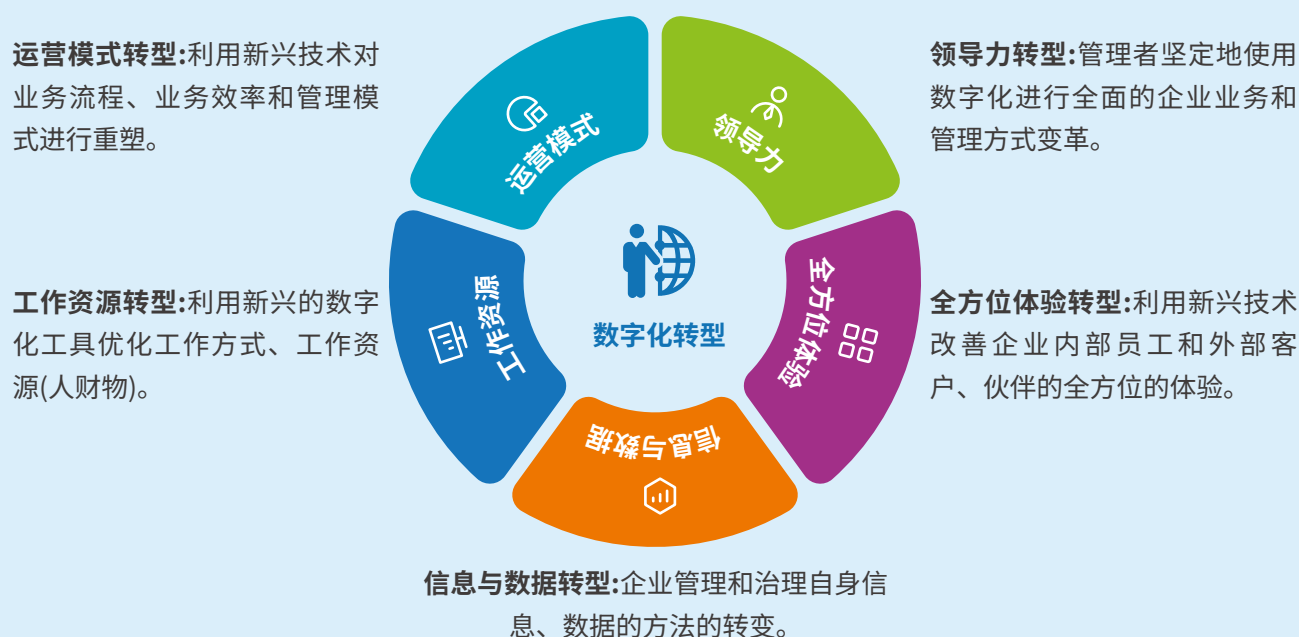 运营模式转型:利用新兴技术对
业务流程、业务效率和管理模
式进行重塑。
领导力转型:管理者坚定地使用
数字化进行全面的企业业务和
管理方式变革。
运营模式
领导力
工作资源转型:利用新兴的数字
化工具优化工作方式、工作资
源(人财物)。
工作资源
数字化转型
全方位体验
全方位体验转型:利用新兴技术
改善企业内部员工和外部客
户、伙伴的全方位的体验。
信息与数据
信息与数据转型:企业管理和治理自身信
息、数据的方法的转变。